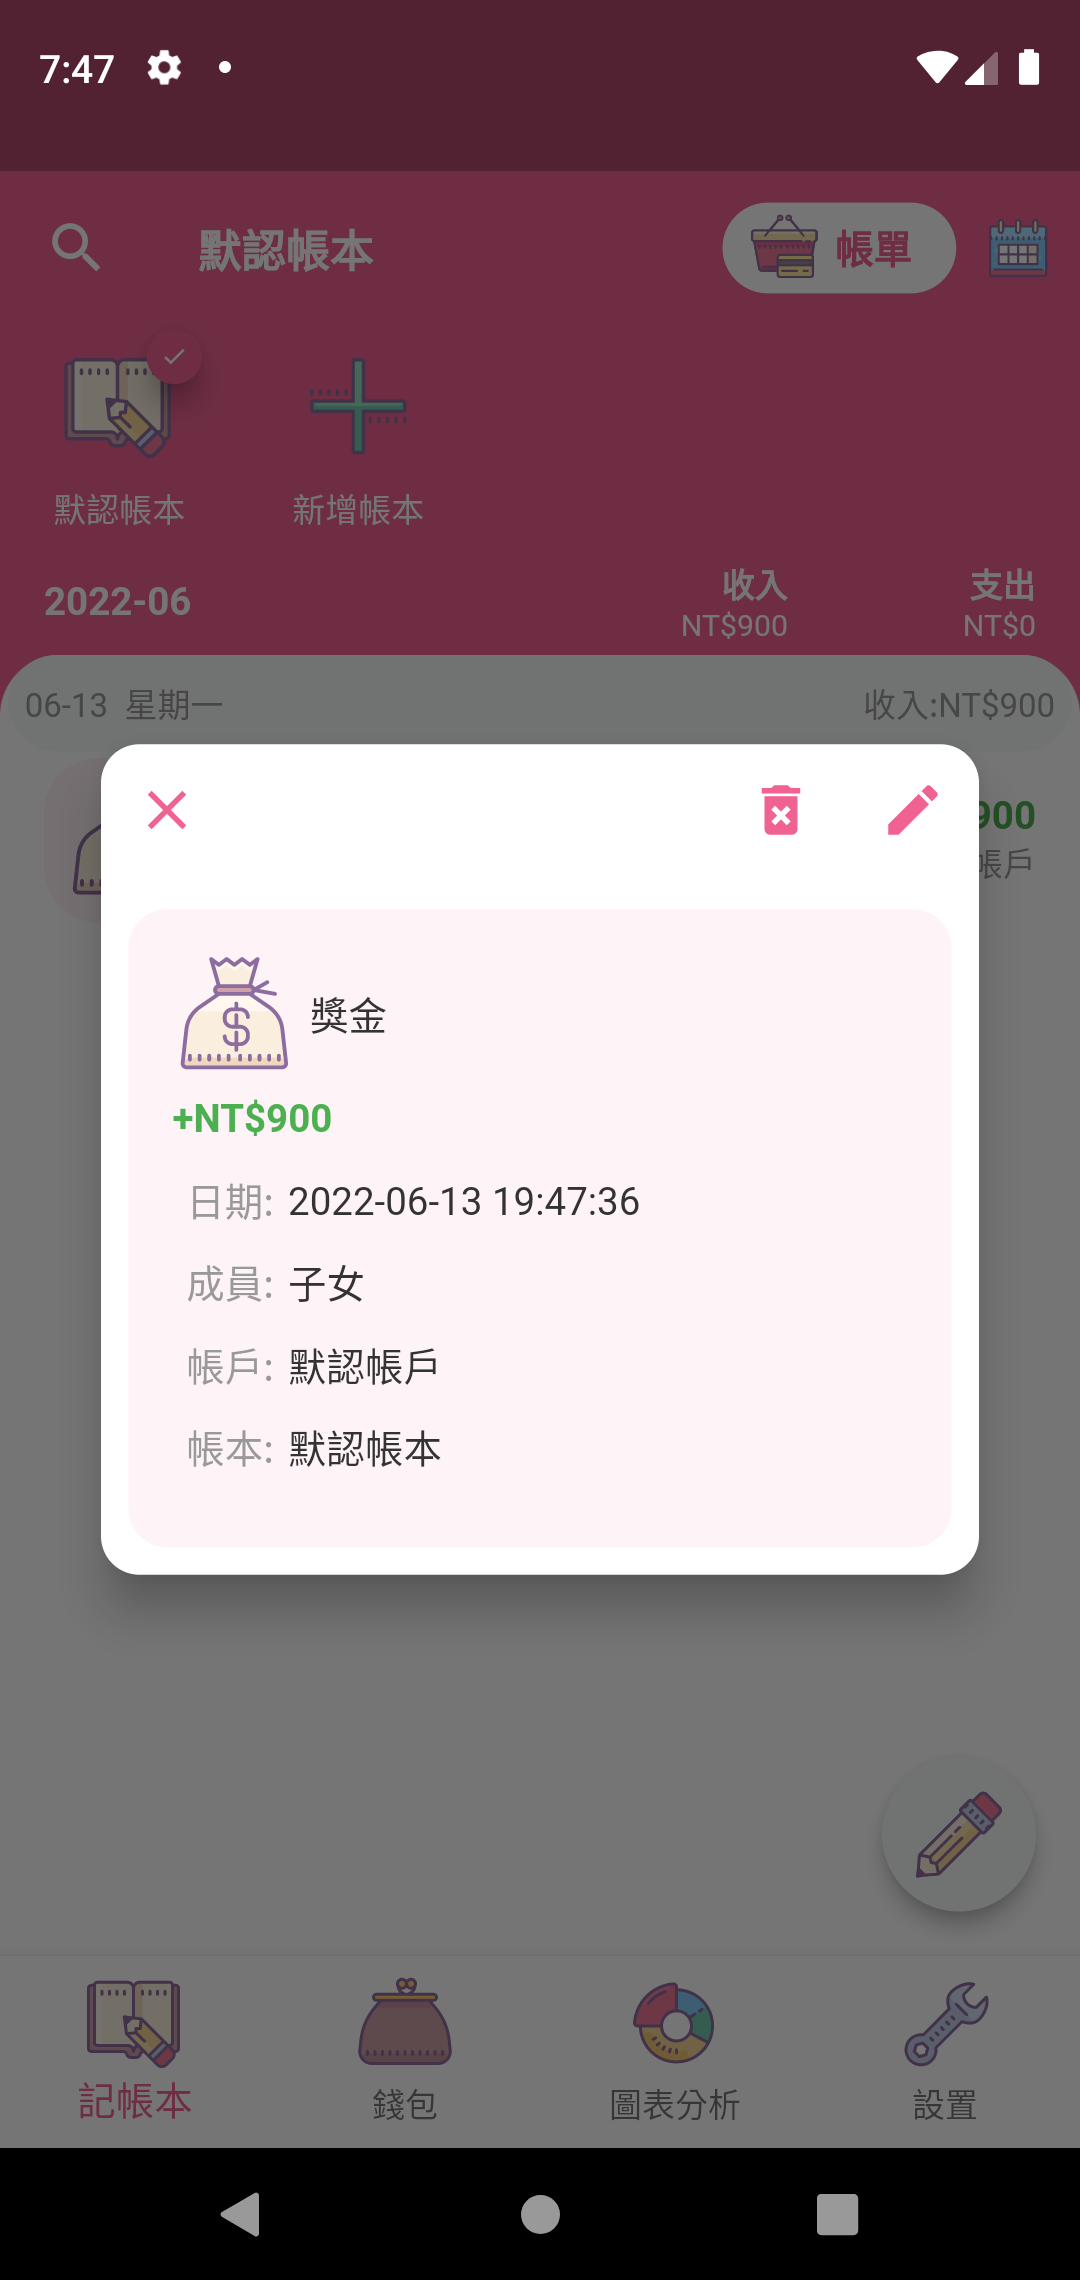 7:47
默認帳本
帳單
默認帳本
新增帳本
2022-06
收入
NT$900
支出
NT$0
06-13 星期一
收入:NT$900
900
帳戶
$
獎金
+NT$900
日期: 2022-06-13 19:47:36
成員: 子女
帳戶: 默認帳戶
帳本: 默認帳本
記帳本
錢包
圖表分析
設置